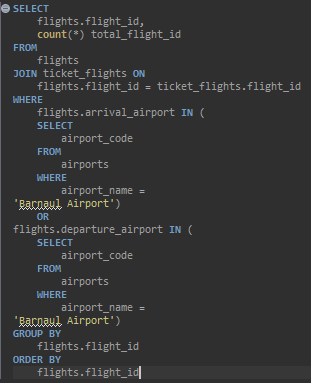 SELECT
flights.flight_id,
count(*) total_flight_id
FROM
flights
JOIN ticket_flights ON
flights.flight_id = ticket_flights.flight_id
WHERE
flights.arrival_airport IN (
SELECT
airport_code
FROM
airports
WHERE
airport_name =
'Barnaul Airport')
OR
flights.departure_airport IN (
SELECT
airport_code
FROM
airports
WHERE
airport_name =
'Barnaul Airport')
GROUP BY
flights.flight_id
ORDER BY
flights.flight_id